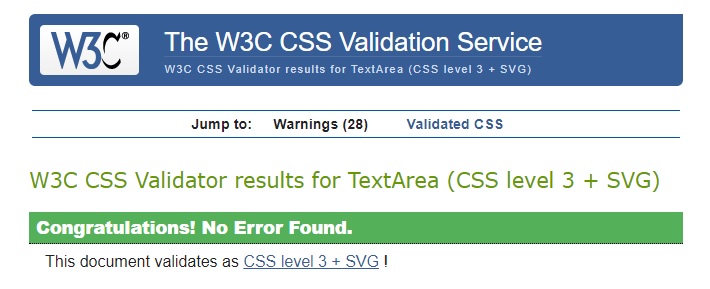 W3C® The W3C CSS Validation Service
W3C CSS Validator results for TextArea (CSS level 3 + SVG)
Jump to: Warnings (28) Validated CSS
W3C CSS Validator results for TextArea (CSS level 3 + SVG)
Congratulations! No Error Found.
This document validates as CSS level 3 + SVG !